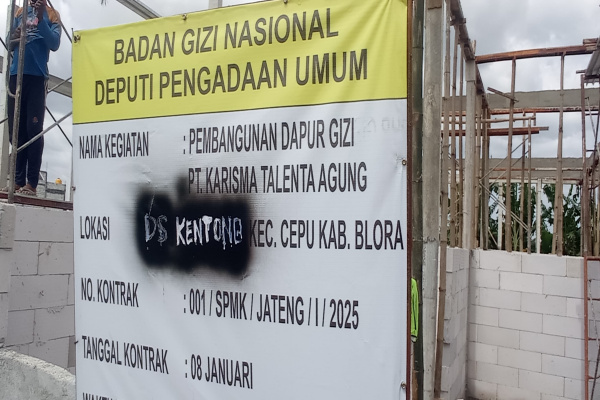 BADAN GIZI NASIONAL
DEPUTI PENGADAAN UMUM
NAMA KEGIATAN : PEMBANGUNAN DAPUR GIZI
PT. KARISMA TALENTA AGUNG
LOKASI DS KENTONG KEC. CEPU KAB. BLORA
NO. KONTRAK : 001 / SPMK / JATENG / I / 2025
TANGGAL KONTRAK : 08 JANUARI